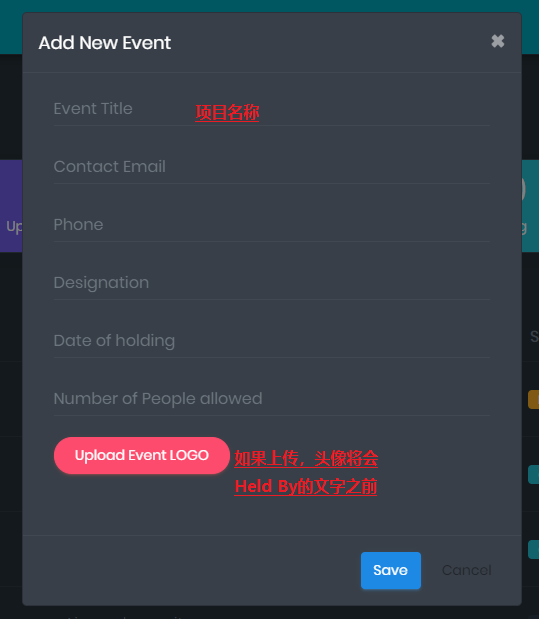 Add New Event ✖
Event Title 项目名称
Contact Email
Phone
Designation
Date of holding
Number of People allowed
Upload Event LOGO 如果上传，头像将会
Held By的文字之前
Save Cancel
Up
g
S